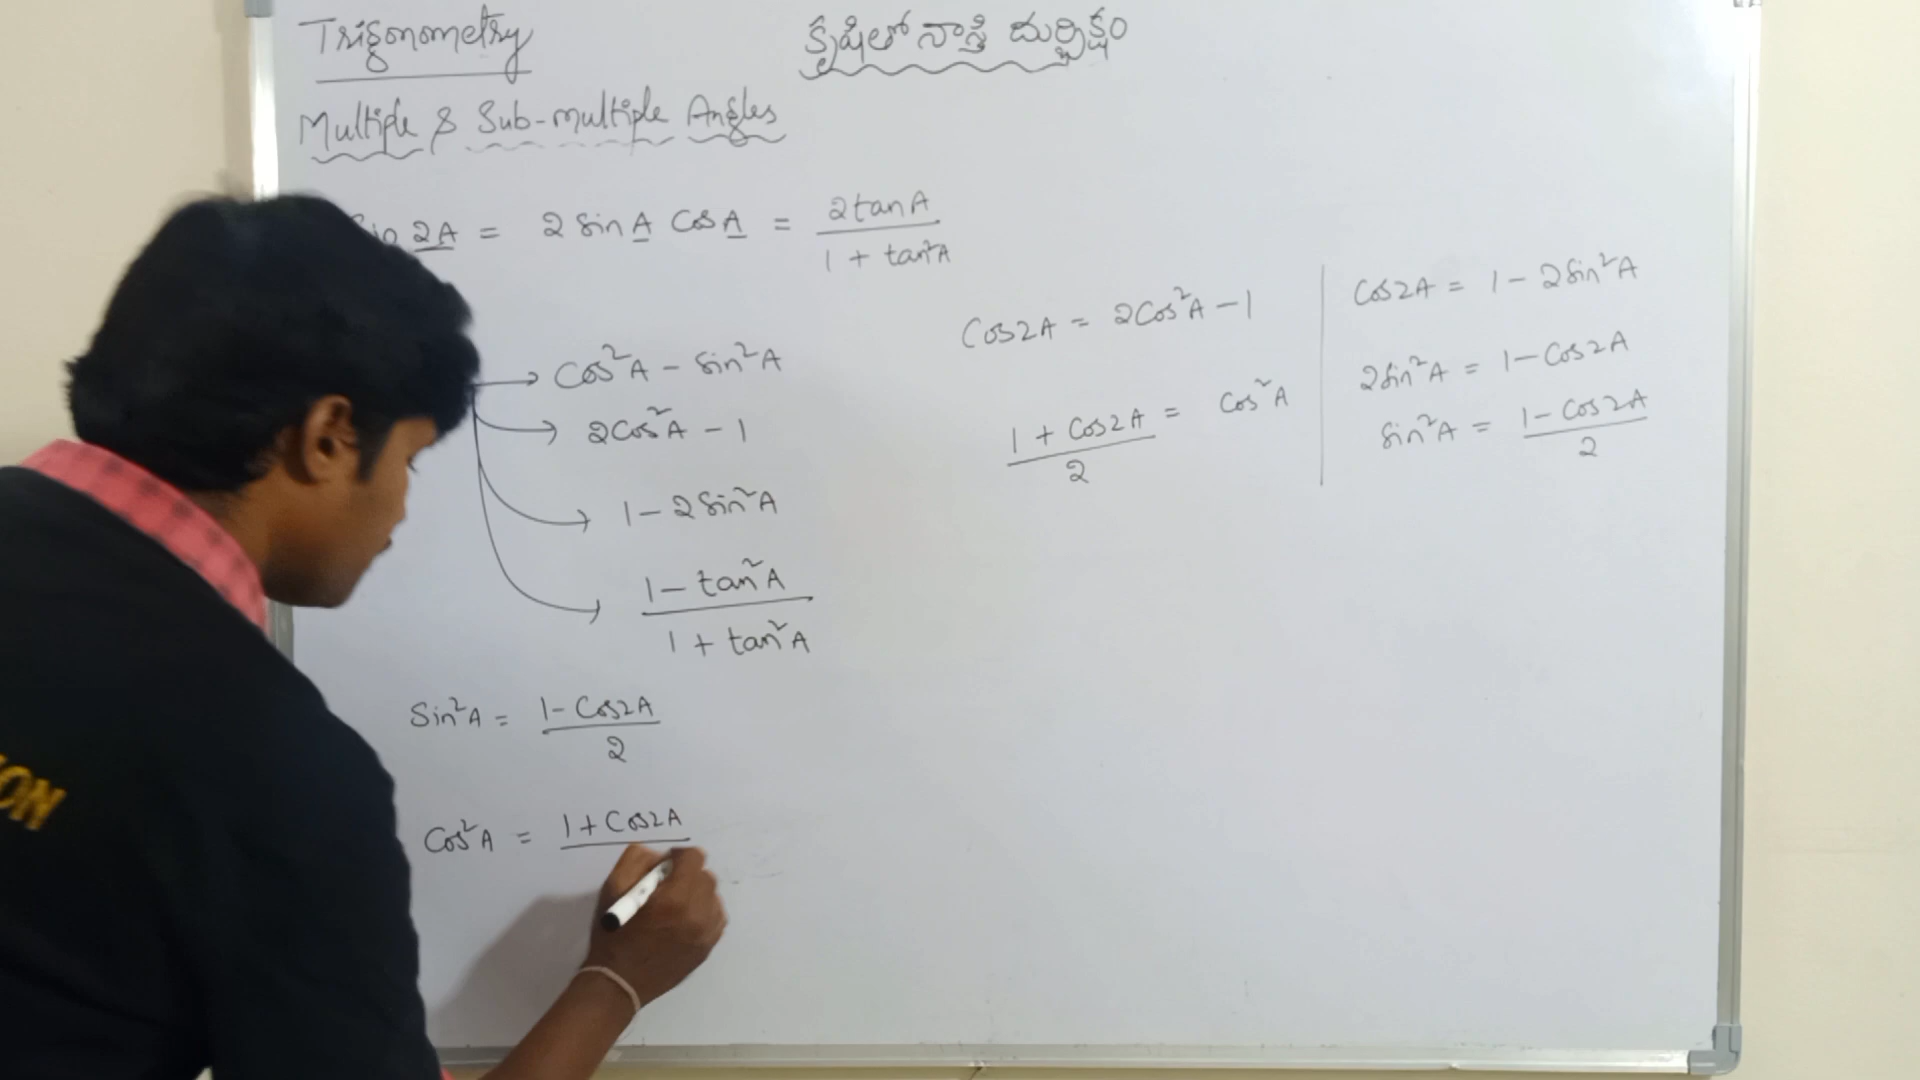 Trigonometry
కృషితో నాస్తి దుర్భిక్షం
Multiple & Sub-multiple Angles
2A = 2 Sin A Cos A = 2tanA / 1 + tan²A
Cos²A - Sin²A
2Cos²A - 1
1 - 2Sin²A
1 - tan²A / 1 + tan²A
Sin²A = 1 - Cos2A / 2
Cos²A = 1 + Cos2A
Cos2A = 2Cos²A - 1
1 + Cos2A / 2 = Cos²A
Cos2A = 1 - 2Sin²A
2Sin²A = 1 - Cos2A
Sin²A = 1 - Cos2A / 2
ON